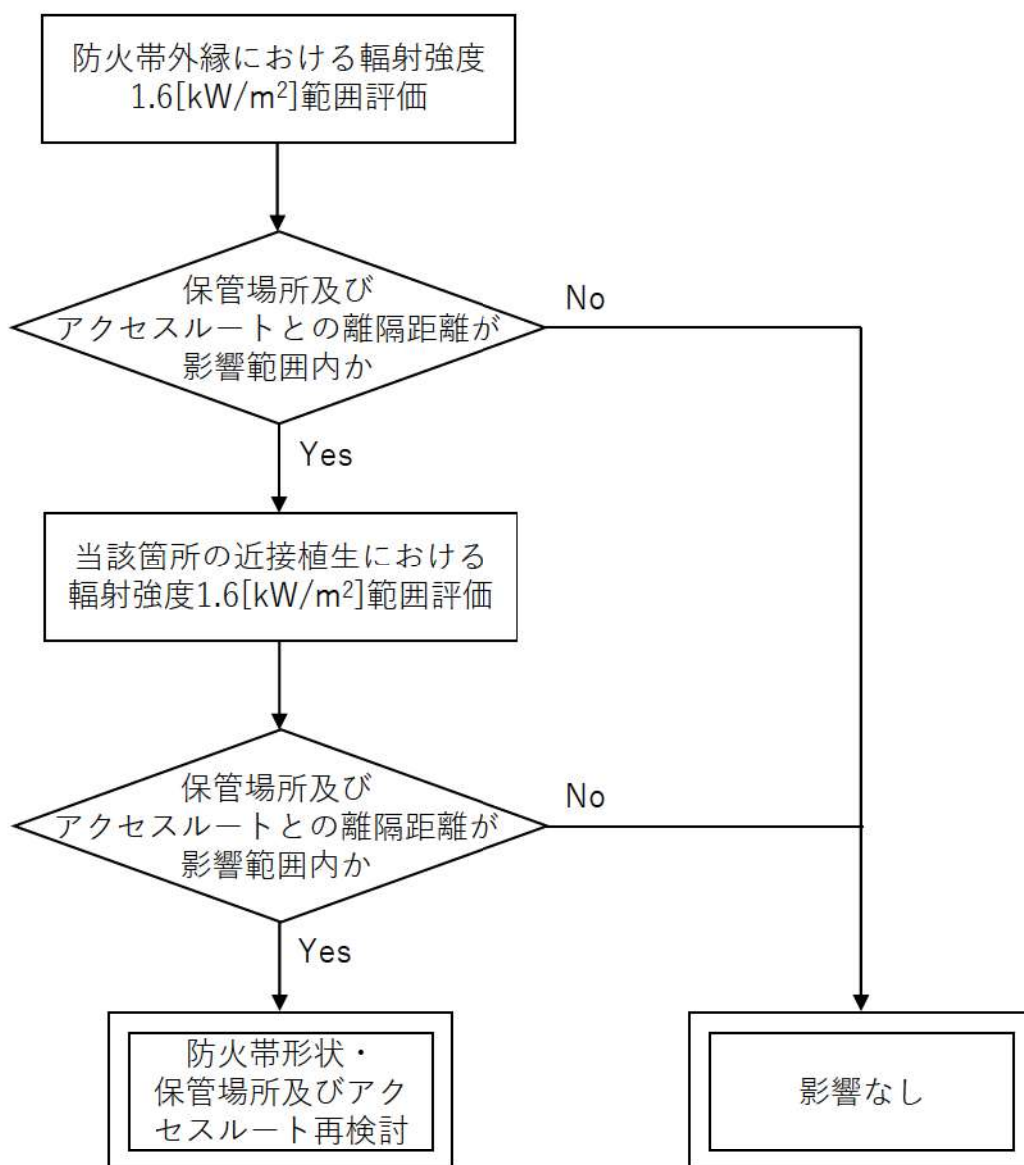 防火帯外縁における輻射強度
1.6[kW/m²]範囲評価
保管場所及び
アクセスルートとの離隔距離が
影響範囲内か
No
Yes
当該箇所の近接植生における
輻射強度1.6[kW/m²]範囲評価
保管場所及び
アクセスルートとの離隔距離が
影響範囲内か
No
Yes
防火帯形状・
保管場所及びアク
セスルート再検討
影響なし